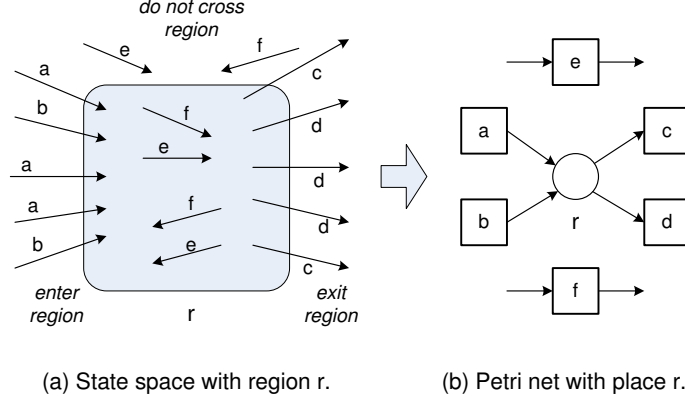 do not cross
region
e
f
a
c
b
f
d
e
a
d
a
f
d
b
e
c
enter
region
exit
region
r
e
a
c
b
r
d
f
(a) State space with region r.
(b) Petri net with place r.